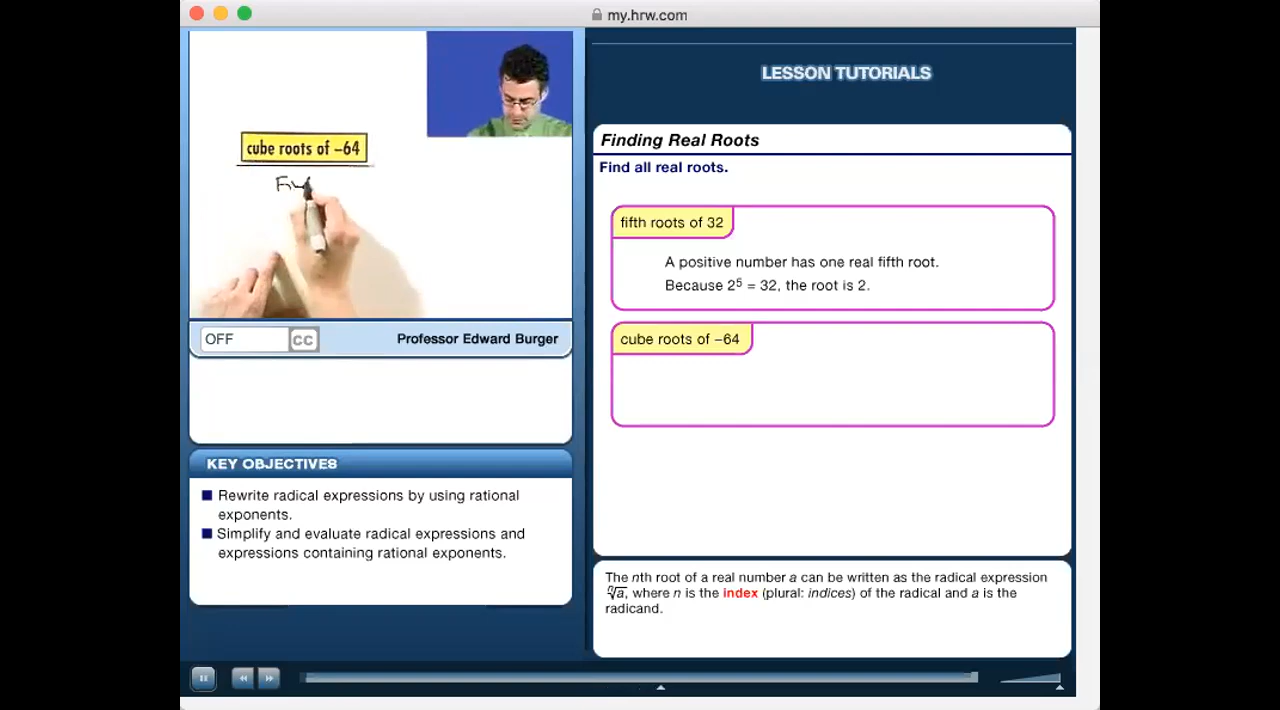 my.hrw.com
LESSON TUTORIALS
cube roots of –64
OFF
CC
Professor Edward Burger
KEY OBJECTIVES
Rewrite radical expressions by using rational
exponents.
Simplify and evaluate radical expressions and
expressions containing rational exponents.
Finding Real Roots
Find all real roots.
fifth roots of 32
A positive number has one real fifth root.
Because 2⁵ = 32, the root is 2.
cube roots of –64
The nth root of a real number a can be written as the radical expression
ⁿ√a, where n is the index (plural: indices) of the radical and a is the
radicand.